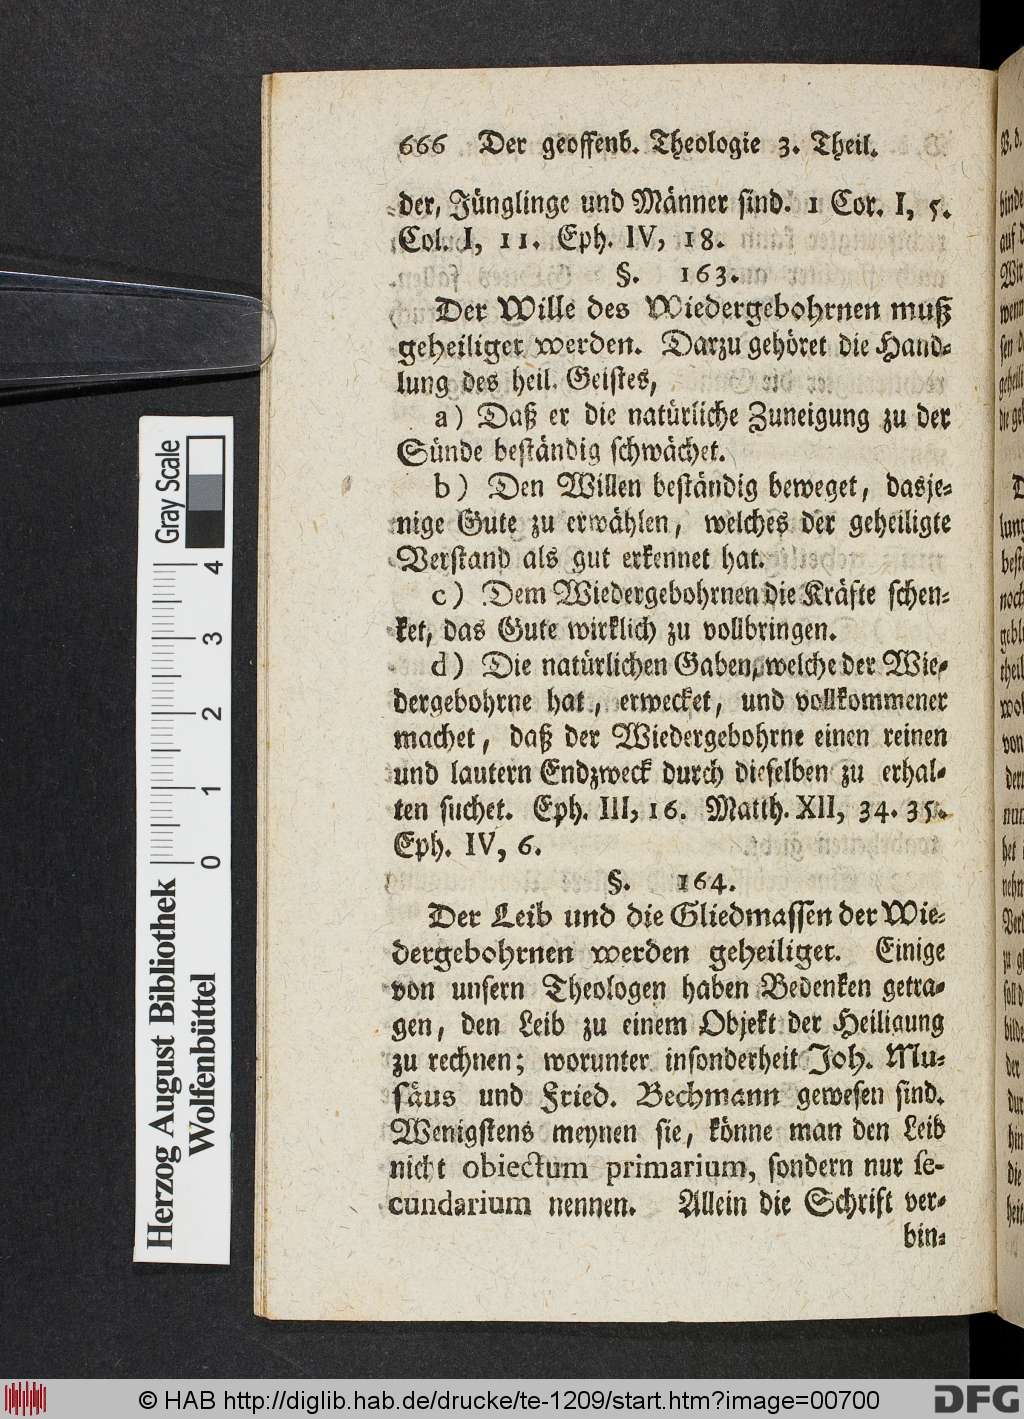 666 Der geoffenb. Theologie 3. Theil.
der, Jünglinge und Männer sind. 1 Cor. I, 5.
Col. I, 11. Eph. IV, 18.
§. 163.
Der Wille des Wiedergebohrnen muß
geheiliget werden. Darzu gehöret die Hand-
lung des heil. Geistes,
a) Daß er die natürliche Zuneigung zu der
Sünde beständig schwächet.
b) Den Willen beständig beweget, dasje-
nige Gute zu erwählen, welches der geheiligte
Verstand als gut erkennet hat.
c) Dem Wiedergebohrnen die Kräfte schen-
ket, das Gute wirklich zu vollbringen.
d) Die natürlichen Gaben, welche der Wie-
dergebohrne hat, erwecket, und vollkommener
machet, daß der Wiedergebohrne einen reinen
und lautern Endzweck durch dieselben zu erhal-
ten suchet. Eph. III, 16. Matth. XII, 34. 35.
Eph. IV, 6.
§. 164.
Der Leib und die Gliedmassen der Wie-
dergebohrnen werden geheiliget. Einige
von unsern Theologen haben Bedenken getra-
gen, den Leib zu einem Objekt der Heiligung
zu rechnen; worunter insonderheit Joh. Mu-
säus und Fried. Bechmann gewesen sind.
Wenigstens meynen sie, könne man den Leib
nicht obiectum primarium, sondern nur se-
cundarium nennen. Allein die Schrift ver-
bin-
Gray Scale
4
3
2
1
0
Herzog August Bibliothek
Wolfenbüttel
© HAB http://diglib.hab.de/drucke/te-1209/start.htm?image=00700
DFG